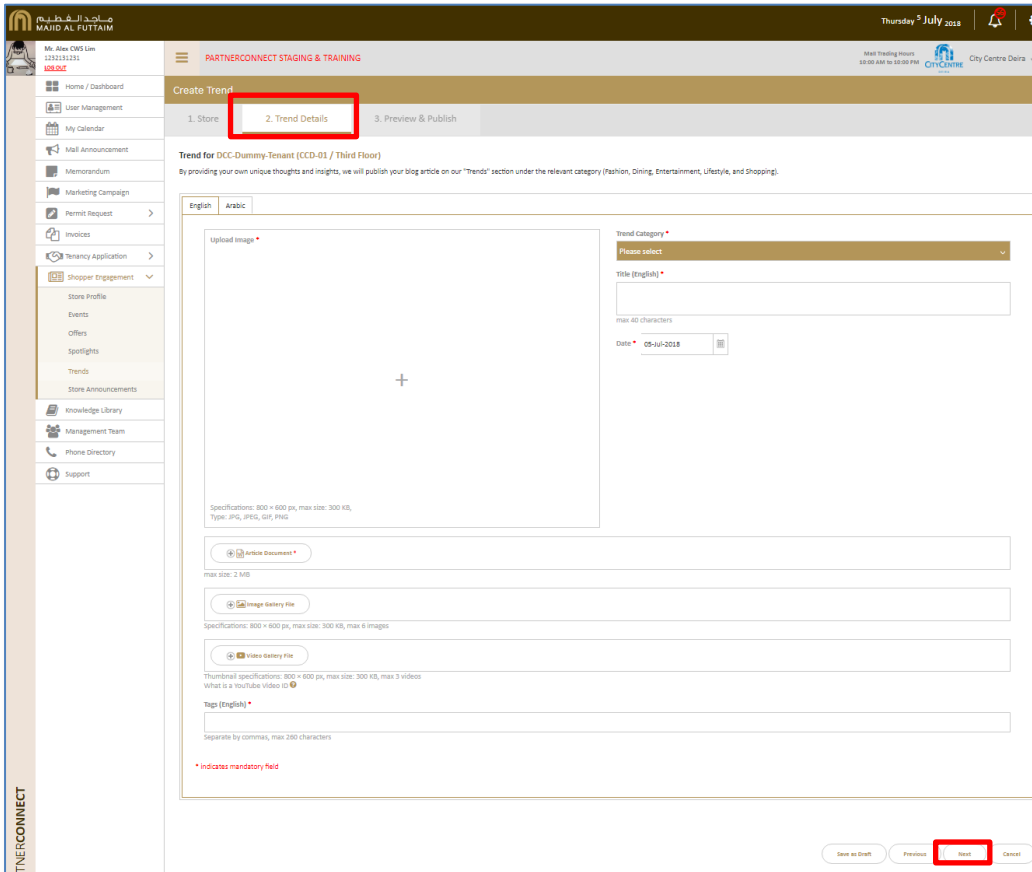 ماجد الفطيم
MAJID AL FUTTAIM
Thursday 5 July 2018
Mr. Alex CWS Lim
1232131231
LOG OUT
PARTNERCONNECT STAGING & TRAINING
Mall Trading Hours
10:00 AM to 10:00 PM
CITYCENTRE
City Centre Deira
Home / Dashboard
User Management
My Calendar
Mall Announcement
Memorandum
Marketing Campaign
Permit Request
Invoices
Tenancy Application
Shopper Engagement
Store Profile
Events
Offers
Spotlights
Trends
Store Announcements
Knowledge Library
Management Team
Phone Directory
Support
Create Trend
1. Store
2. Trend Details
3. Preview & Publish
Trend for DCC-Dummy-Tenant (CCD-01 / Third Floor)
By providing your own unique thoughts and insights, we will publish your blog article on our "Trends" section under the relevant category (Fashion, Dining, Entertainment, Lifestyle, and Shopping).
English
Arabic
Upload Image *
Specifications: 800 × 600 px, max size: 300 KB,
Type: JPG, JPEG, GIF, PNG
Trend Category *
Please select
Title (English) *
max 40 characters
Date * 05-Jul-2018
Article Document *
max size: 2 MB
Image Gallery File
Specifications: 800 × 600 px, max size: 300 KB, max 6 images
Video Gallery File
Thumbnail specifications: 800 × 600 px, max size: 300 KB, max 3 videos
What is a YouTube Video ID
Tags (English) *
Separate by commas, max 260 characters
* indicates mandatory field
Save as Draft
Previous
Next
Cancel
TNERCONNECT